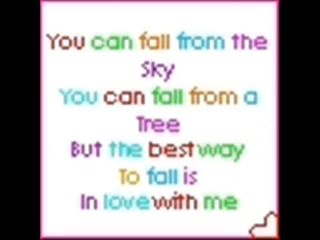 You can fall from the
Sky
You can fall from a
Tree
But the best way
To fall is
In love with me